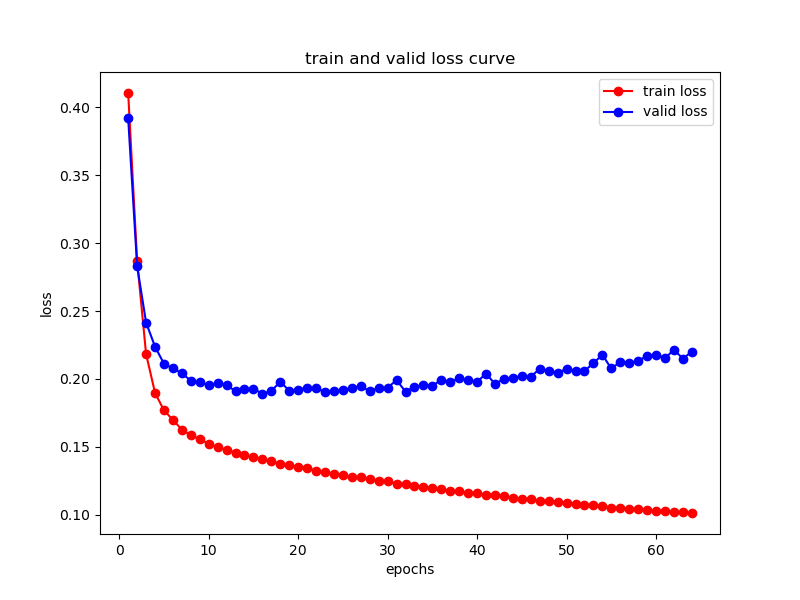 train and valid loss curve
train loss
valid loss
0.40
0.35
0.30
0.25
0.20
0.15
0.10
loss
0 10 20 30 40 50 60
epochs